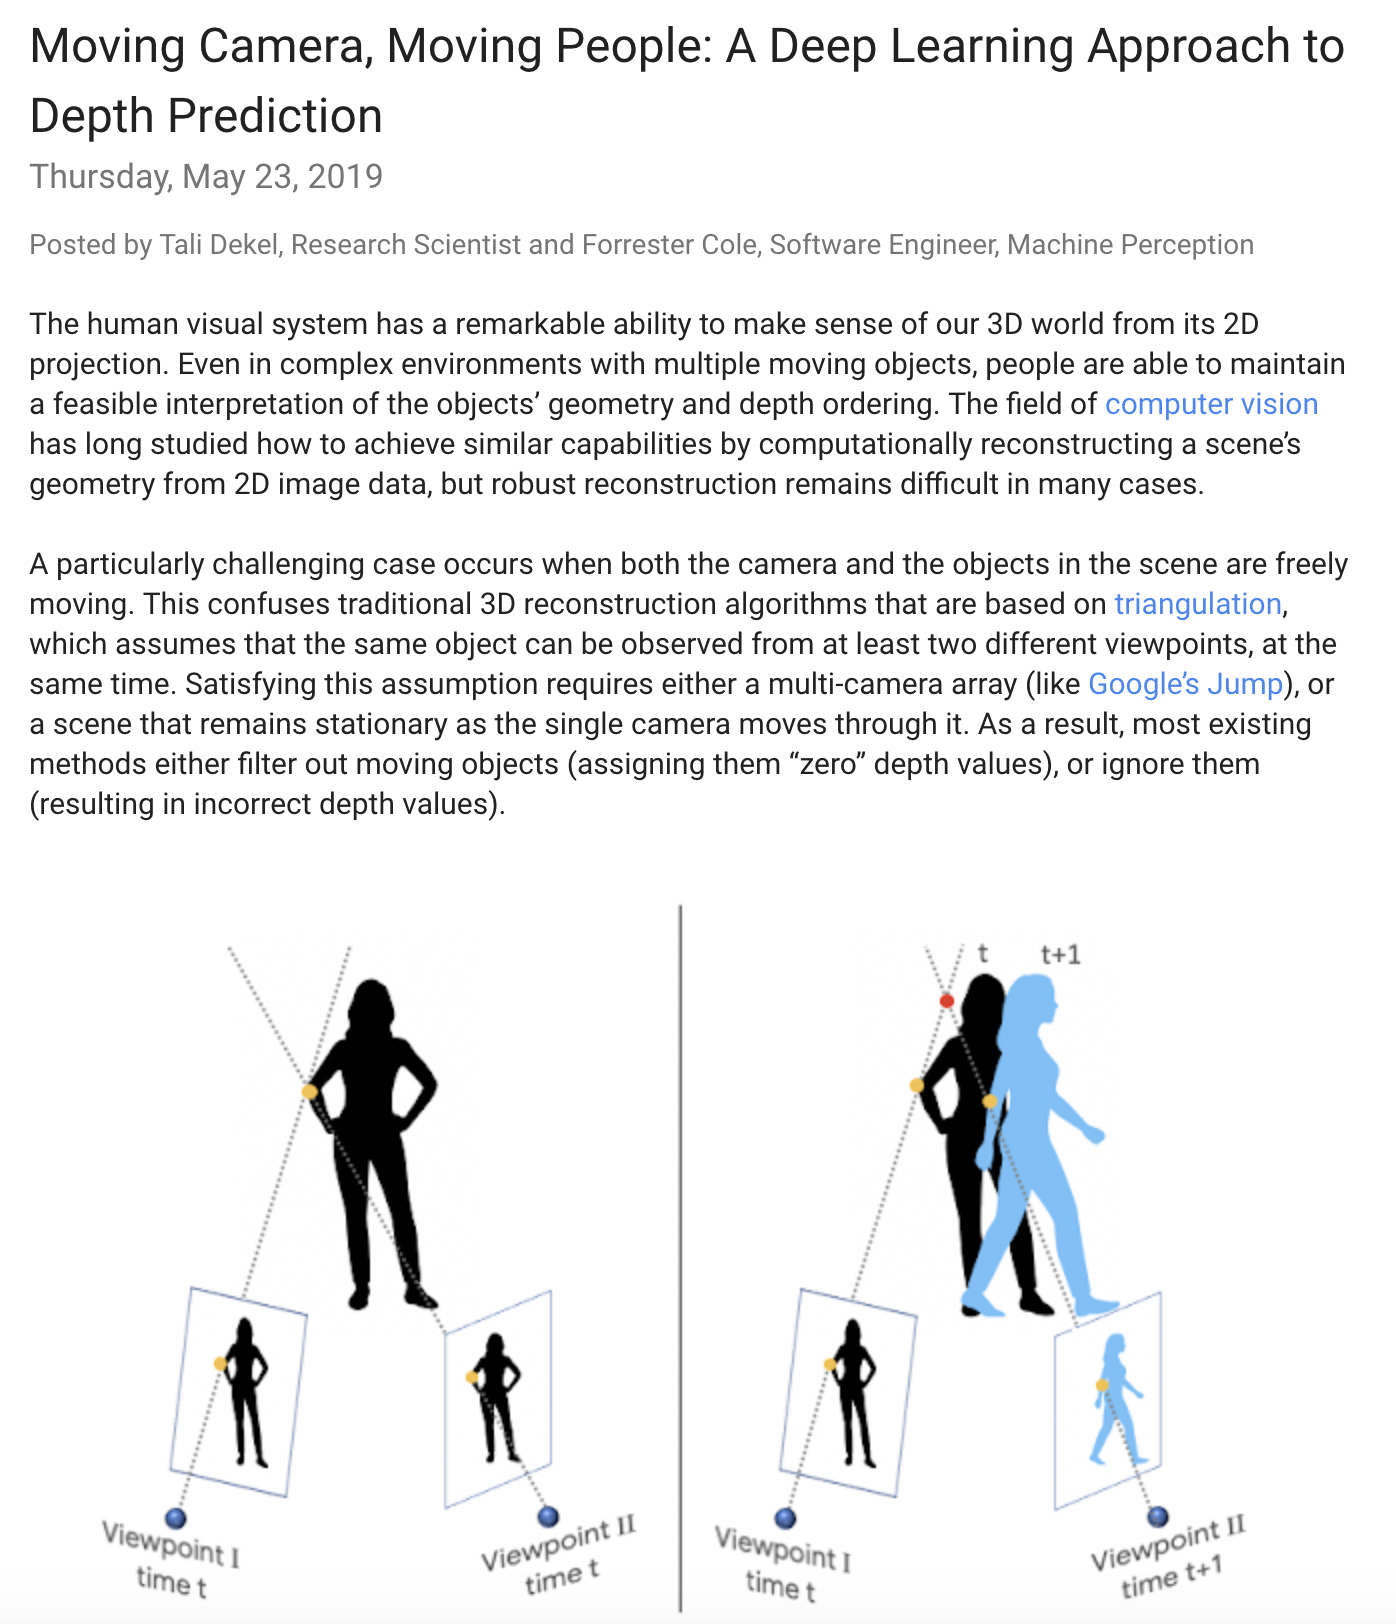 Moving Camera, Moving People: A Deep Learning Approach to
Depth Prediction
Thursday, May 23, 2019
Posted by Tali Dekel, Research Scientist and Forrester Cole, Software Engineer, Machine Perception
The human visual system has a remarkable ability to make sense of our 3D world from its 2D
projection. Even in complex environments with multiple moving objects, people are able to maintain
a feasible interpretation of the objects’ geometry and depth ordering. The field of computer vision
has long studied how to achieve similar capabilities by computationally reconstructing a scene’s
geometry from 2D image data, but robust reconstruction remains difficult in many cases.
A particularly challenging case occurs when both the camera and the objects in the scene are freely
moving. This confuses traditional 3D reconstruction algorithms that are based on triangulation,
which assumes that the same object can be observed from at least two different viewpoints, at the
same time. Satisfying this assumption requires either a multi-camera array (like Google’s Jump), or
a scene that remains stationary as the single camera moves through it. As a result, most existing
methods either filter out moving objects (assigning them “zero” depth values), or ignore them
(resulting in incorrect depth values).
t t+1
Viewpoint I
time t
Viewpoint II
time t
Viewpoint I
time t
Viewpoint II
time t+1